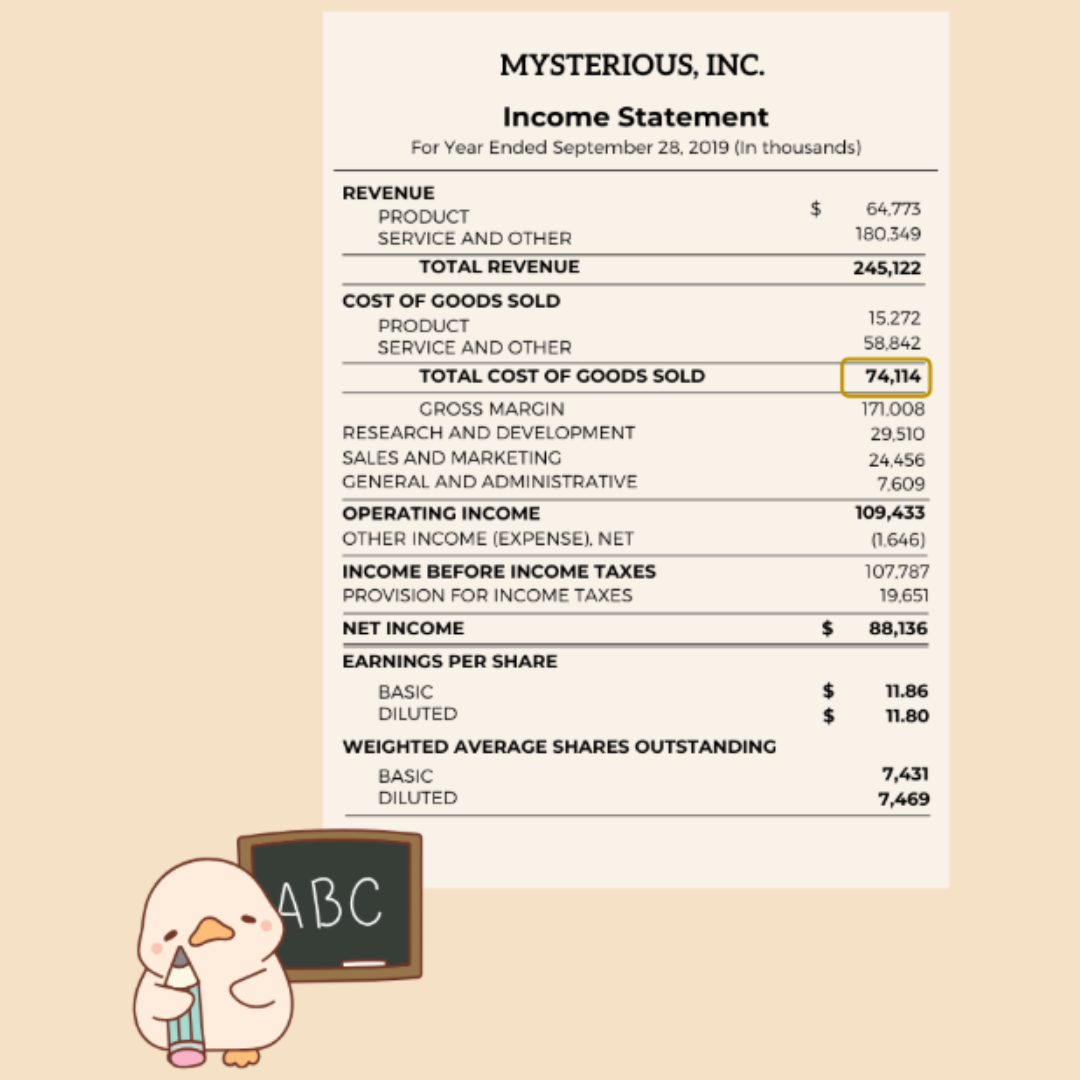 MYSTERIOUS, INC.
Income Statement
For Year Ended September 28, 2019 (In thousands)
REVENUE
PRODUCT $ 64,773
SERVICE AND OTHER 180,349
TOTAL REVENUE 245,122
COST OF GOODS SOLD
PRODUCT 15,272
SERVICE AND OTHER 58,842
TOTAL COST OF GOODS SOLD 74,114
GROSS MARGIN 171,008
RESEARCH AND DEVELOPMENT 29,510
SALES AND MARKETING 24,456
GENERAL AND ADMINISTRATIVE 7,609
OPERATING INCOME 109,433
OTHER INCOME (EXPENSE), NET (1,646)
INCOME BEFORE INCOME TAXES 107,787
PROVISION FOR INCOME TAXES 19,651
NET INCOME $ 88,136
EARNINGS PER SHARE
BASIC $ 11.86
DILUTED $ 11.80
WEIGHTED AVERAGE SHARES OUTSTANDING
BASIC 7,431
DILUTED 7,469
ABC